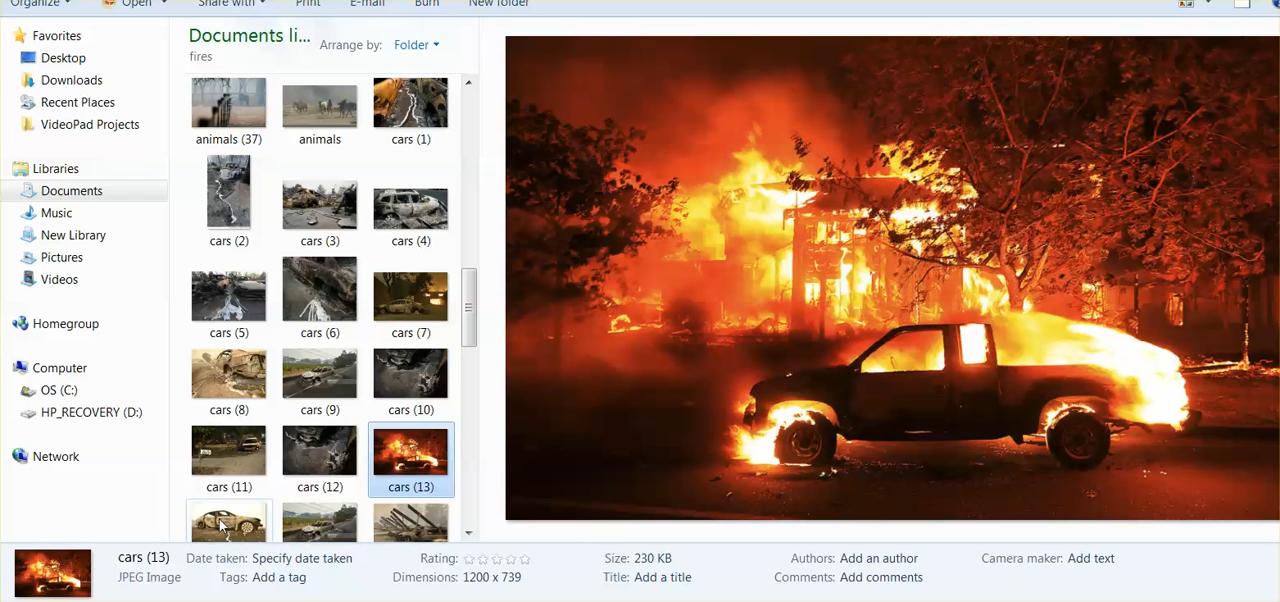 Organize Open Share with Print E-mail Burn New folder
Favorites
Desktop
Downloads
Recent Places
VideoPad Projects
Libraries
Documents
Music
New Library
Pictures
Videos
Homegroup
Computer
OS (C:)
HP_RECOVERY (D:)
Network
Documents li...
fires
Arrange by: Folder
animals (37) animals cars (1)
cars (2) cars (3) cars (4)
cars (5) cars (6) cars (7)
cars (8) cars (9) cars (10)
cars (11) cars (12) cars (13)
cars (13) Date taken: Specify date taken Rating: Size: 230 KB Authors: Add an author Camera maker: Add text
JPEG Image Tags: Add a tag Dimensions: 1200 x 739 Title: Add a title Comments: Add comments